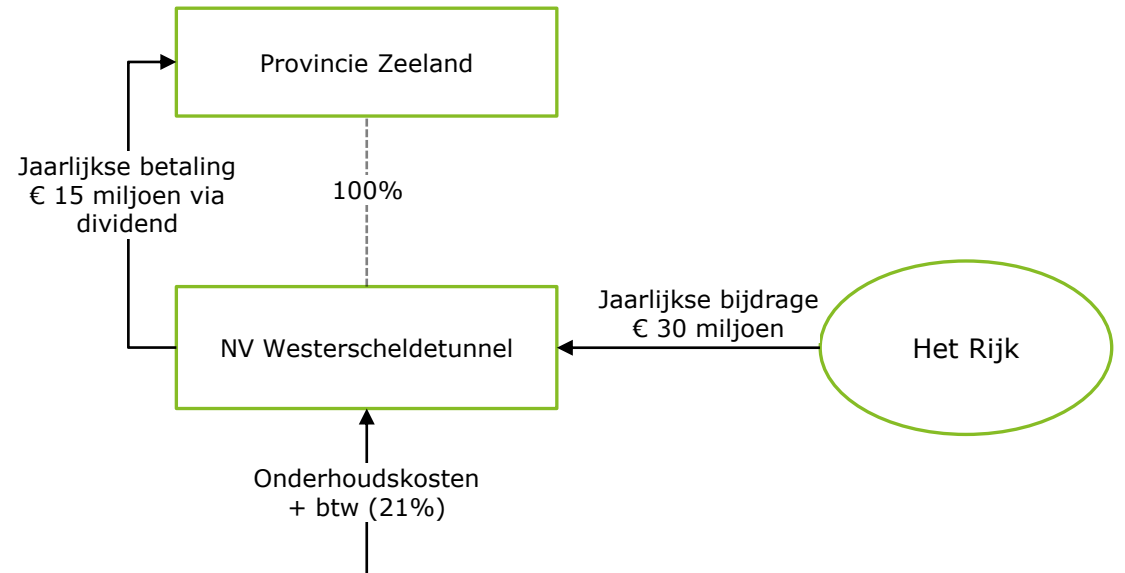 Provincie Zeeland
Jaarlijkse betaling
€ 15 miljoen via
dividend
100%
Jaarlijkse bijdrage
€ 30 miljoen
NV Westerscheldetunnel
Het Rijk
Onderhoudskosten
+ btw (21%)